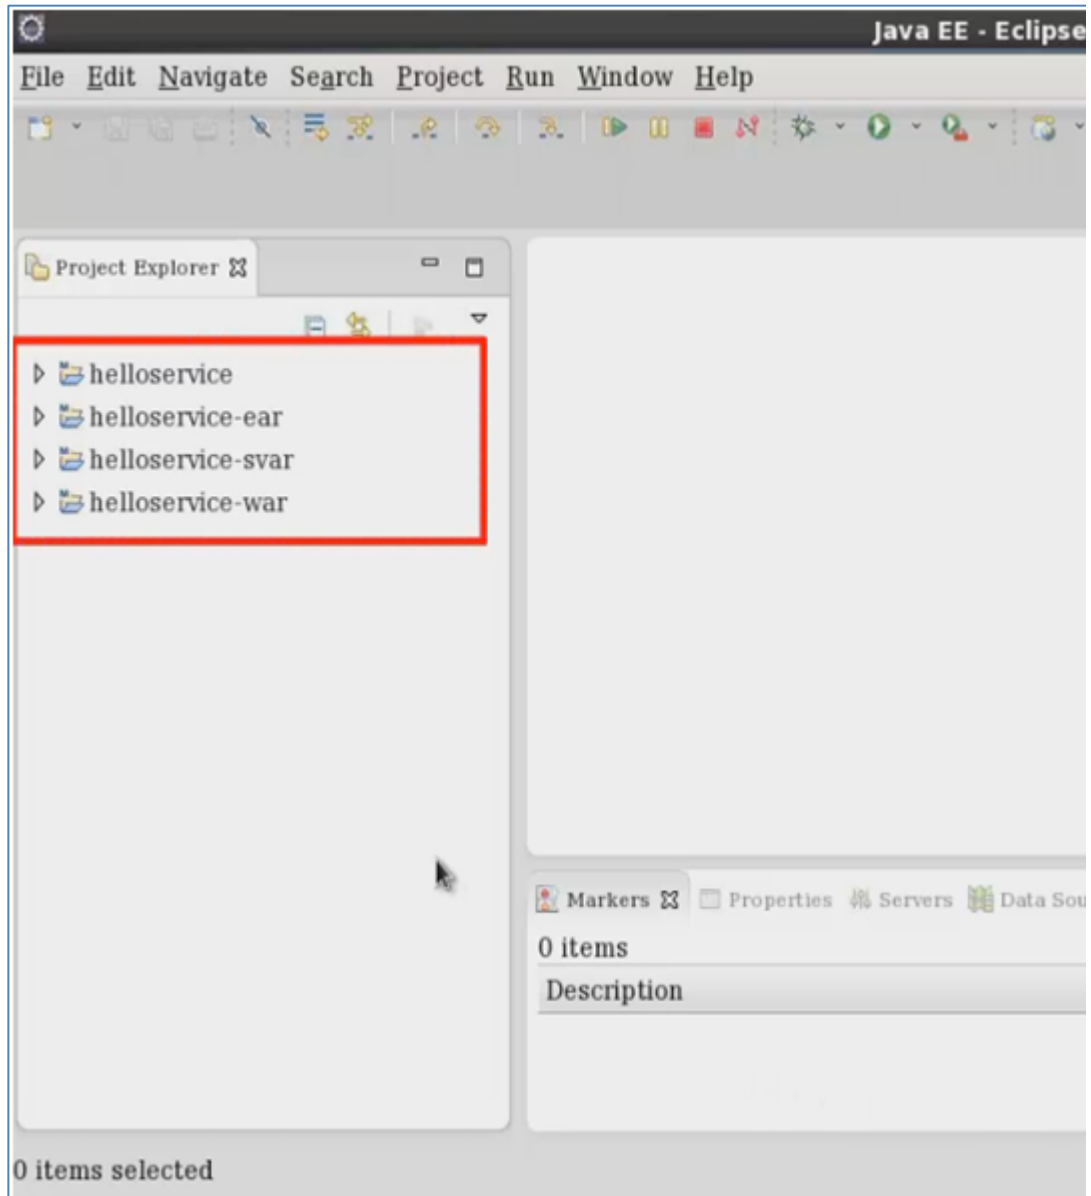 Java EE - Eclipse
File Edit Navigate Search Project Run Window Help
Project Explorer
helloservice
helloservice-ear
helloservice-svar
helloservice-war
Markers Properties Servers Data Sou
0 items
Description
0 items selected